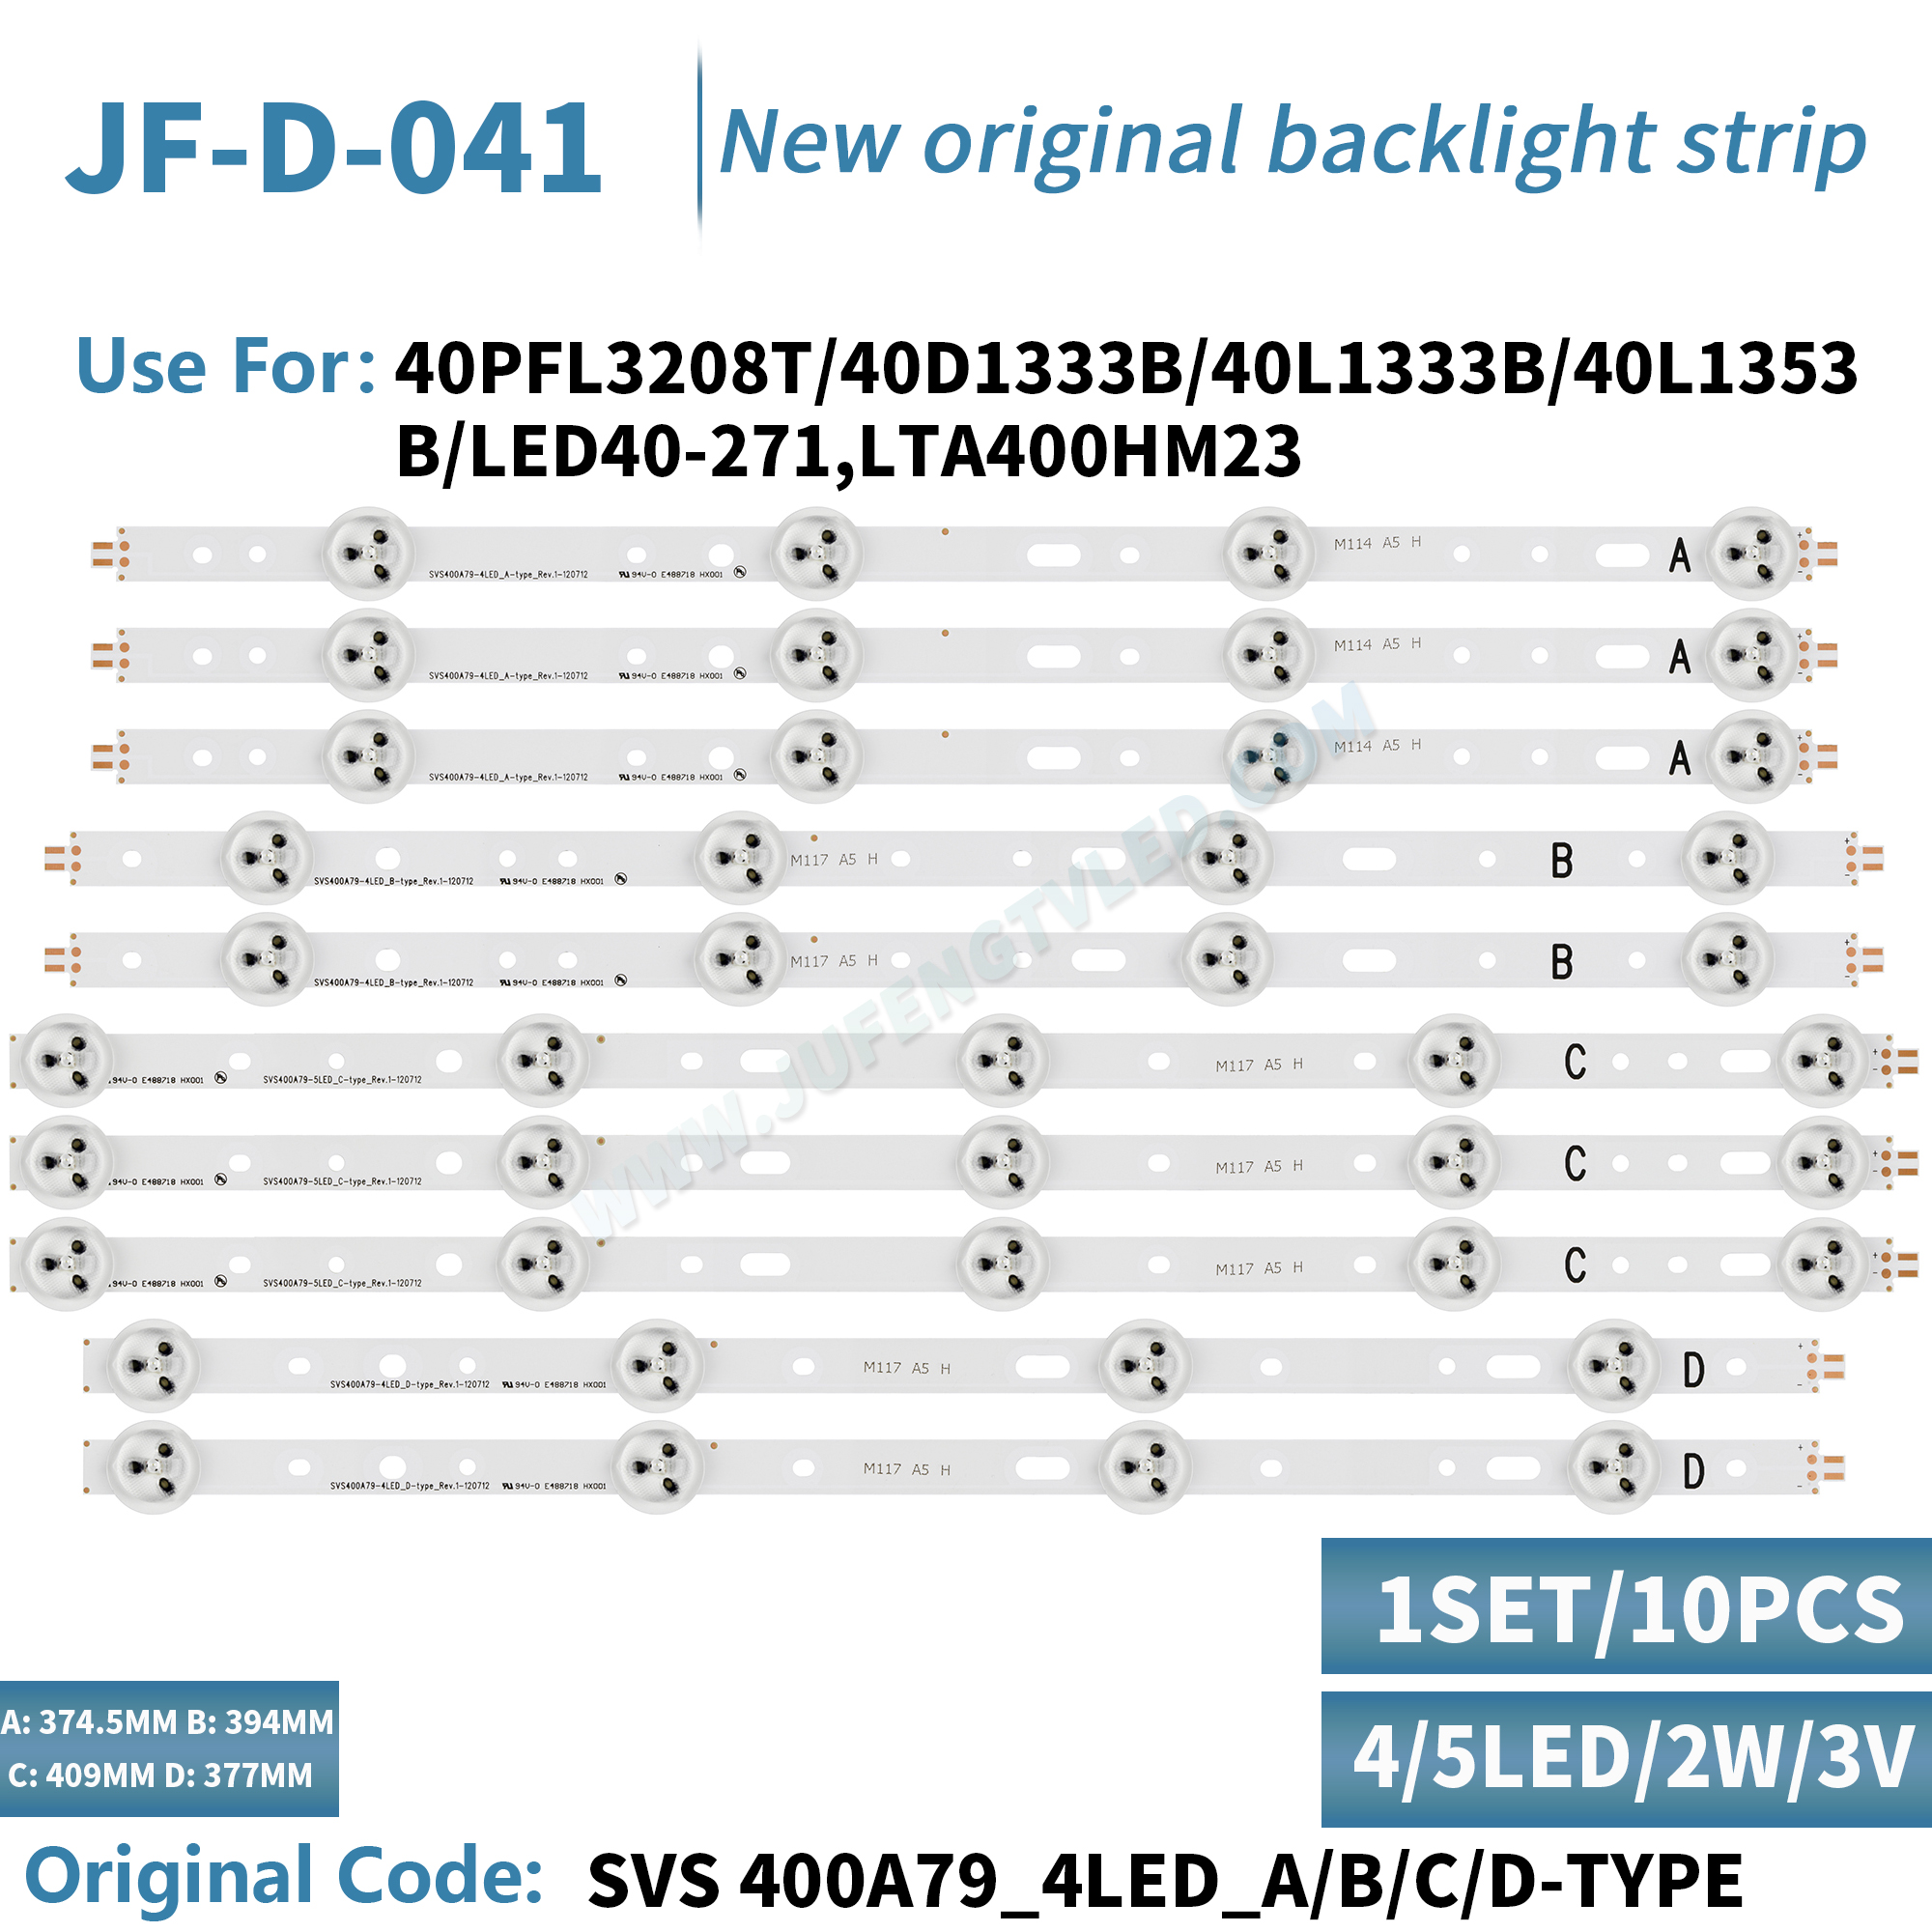 JF-D-041
New original backlight strip
Use For: 40PFL3208T/40D1333B/40L1333B/40L1353
B/LED40-271,LTA400HM23
M114 A5 H
A
+
-
SVS400A79-4LED_A-type_Rev.1-120712 94V-0 E488718 HX001
M114 A5 H
A
+
-
SVS400A79-4LED_A-type_Rev.1-120712 94V-0 E488718 HX001
M114 A5 H
A
+
-
SVS400A79-4LED_A-type_Rev.1-120712 94V-0 E488718 HX001
M117 A5 H
B
+
-
SVS400A79-4LED_B-type_Rev.1-120712 94V-0 E488718 HX001
M117 A5 H
B
+
-
SVS400A79-4LED_B-type_Rev.1-120712 94V-0 E488718 HX001
M117 A5 H
C
+
-
.94V-0 E488718 HX001 SVS400A79-5LED_C-type_Rev.1-120712
M117 A5 H
C
+
-
.94V-0 E488718 HX001 SVS400A79-5LED_C-type_Rev.1-120712
M117 A5 H
C
+
-
.94V-0 E488718 HX001 SVS400A79-5LED_C-type_Rev.1-120712
M117 A5 H
D
+
-
SVS400A79-4LED_D-type_Rev.1-120712 94V-0 E488718 HX001
M117 A5 H
D
+
-
SVS400A79-4LED_D-type_Rev.1-120712 94V-0 E488718 HX001
WWW.JUFENGTVLED.COM
1SET/10PCS
4/5LED/2W/3V
A: 374.5MM B: 394MM
C: 409MM D: 377MM
Original Code: SVS 400A79_4LED_A/B/C/D-TYPE